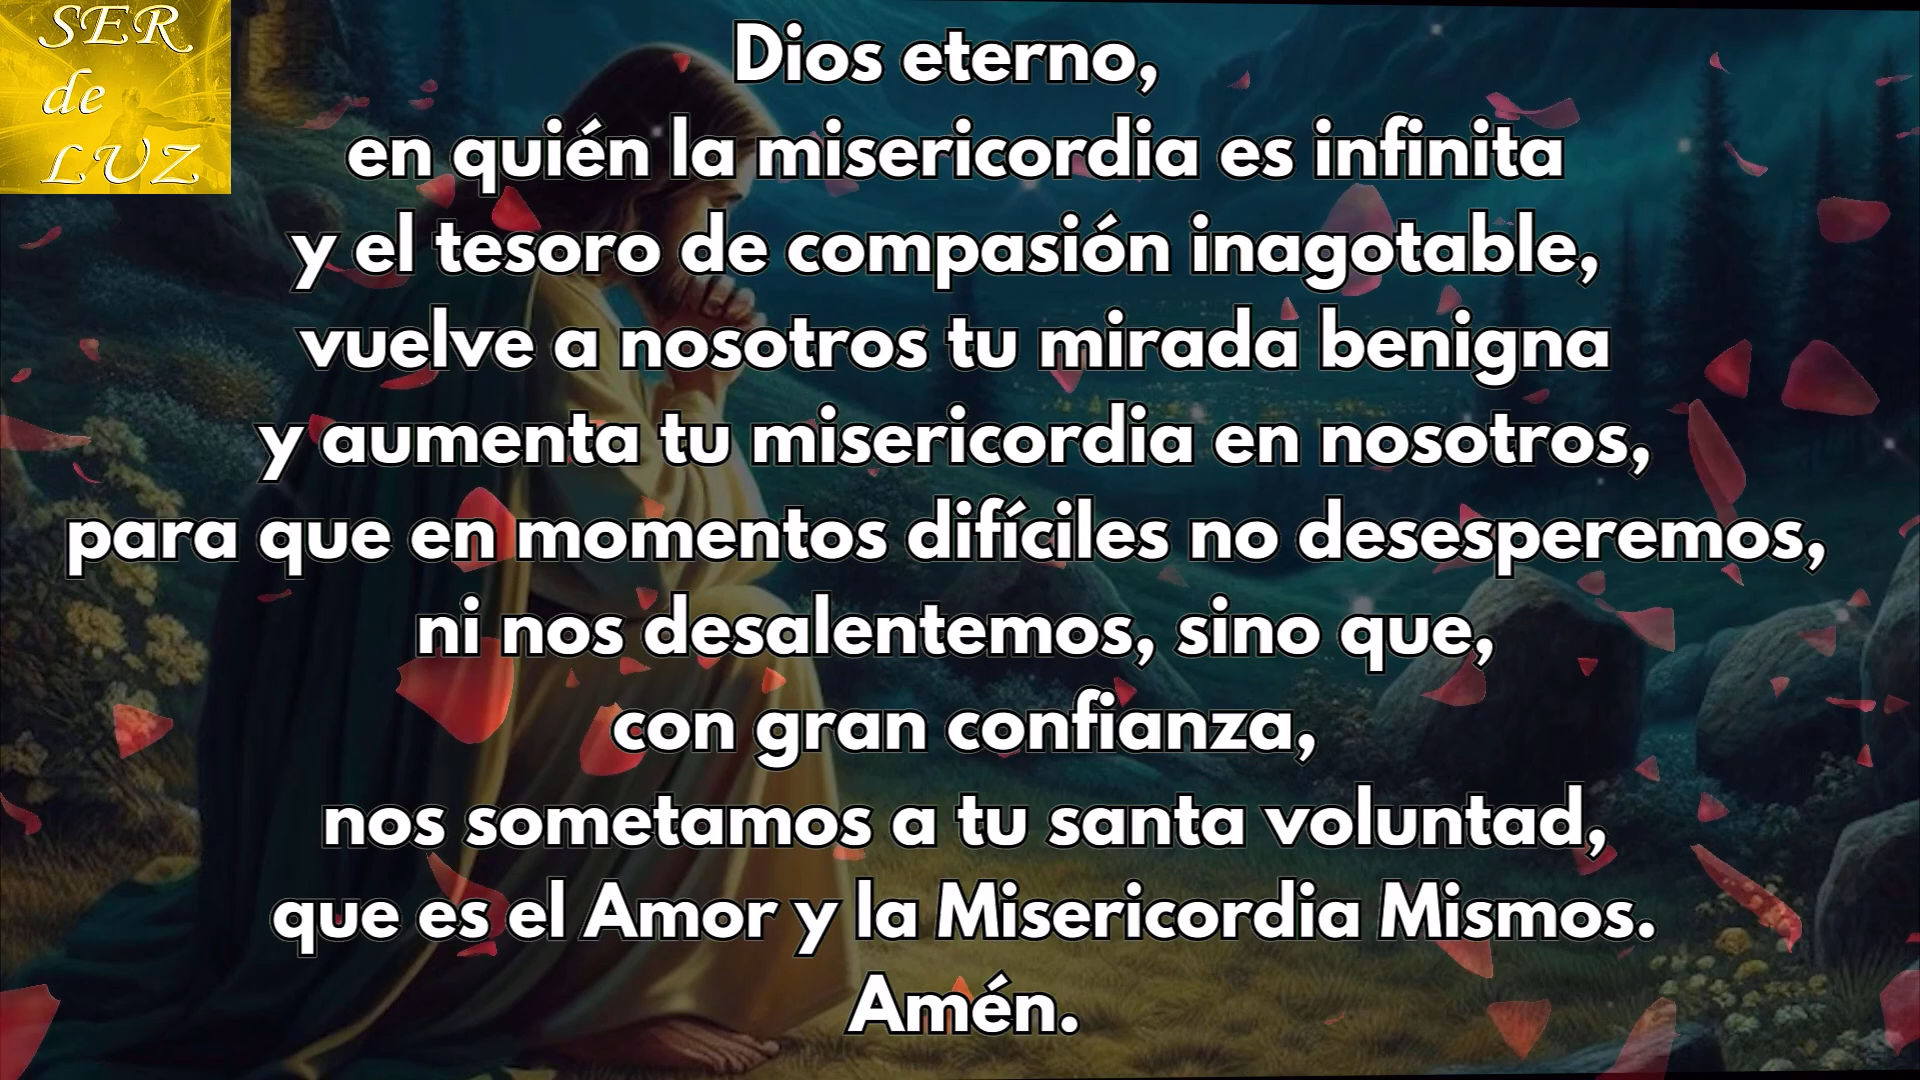 SER
de
LUZ
Dios eterno,
en quién la misericordia es infinita
y el tesoro de compasión inagotable,
vuelve a nosotros tu mirada benigna
y aumenta tu misericordia en nosotros,
para que en momentos difíciles no desesperemos,
ni nos desalentemos, sino que,
con gran confianza,
nos sometamos a tu santa voluntad,
que es el Amor y la Misericordia Mismos.
Amén.